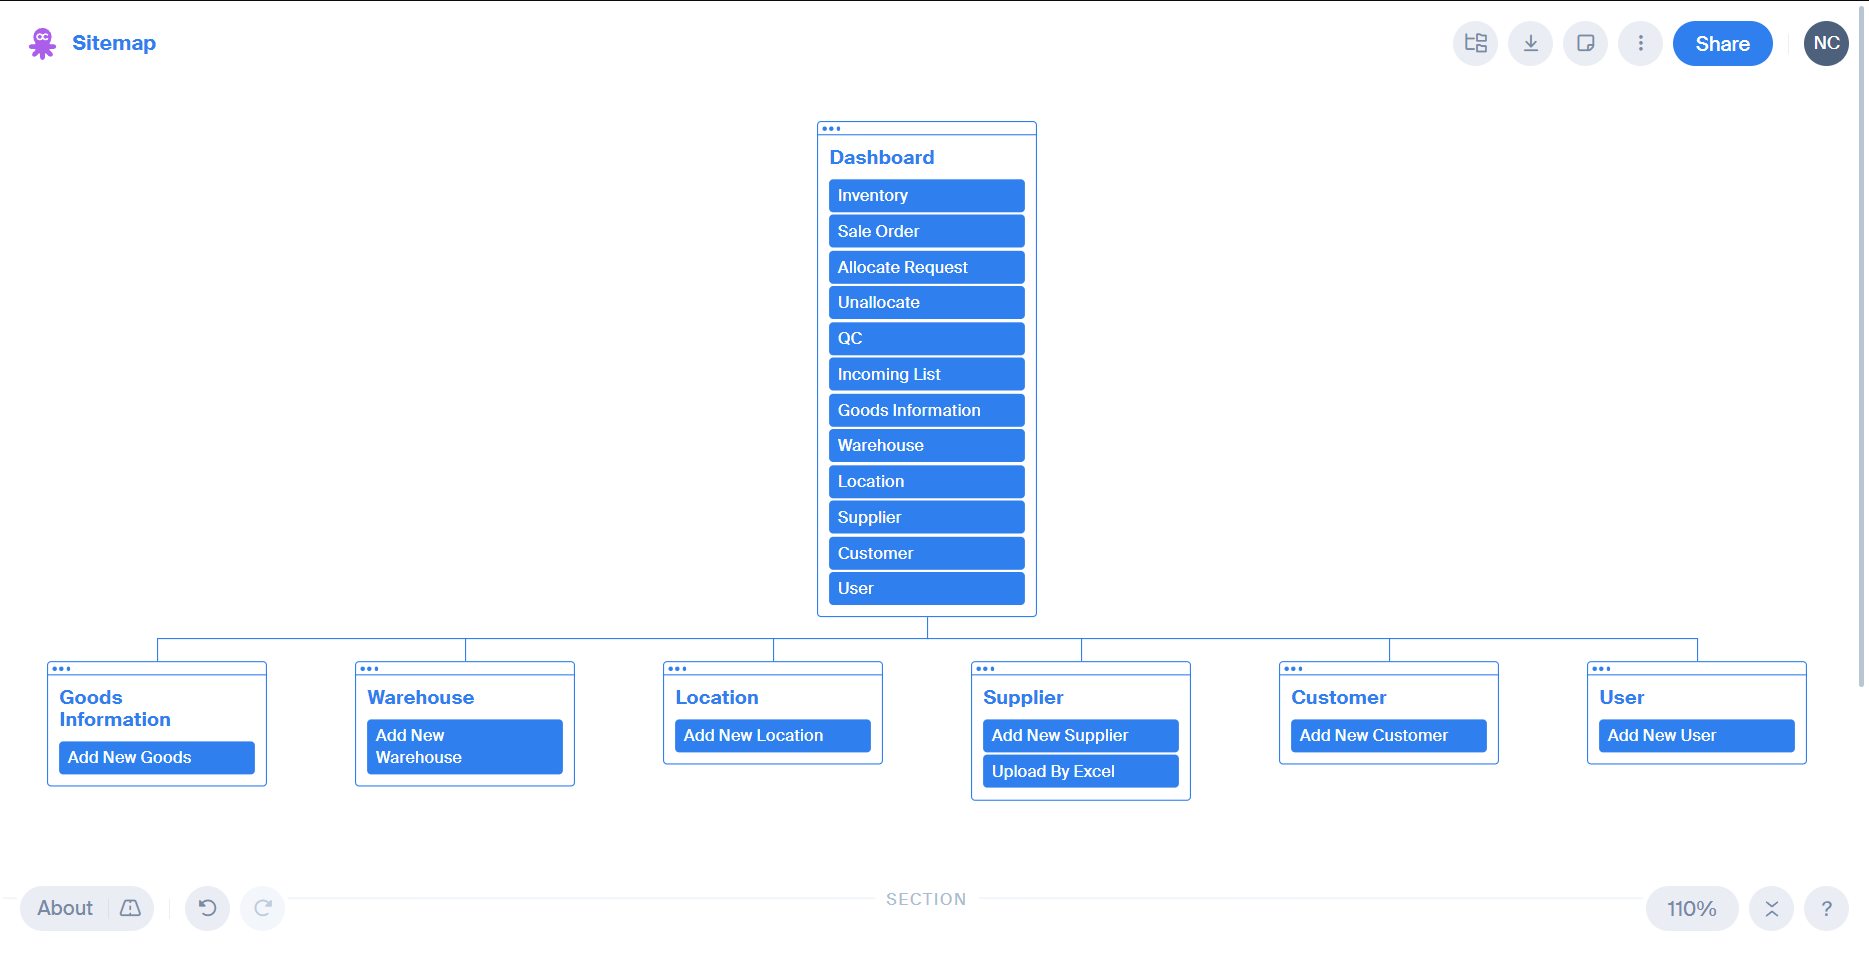 Sitemap
Share
NC
Dashboard
Inventory
Sale Order
Allocate Request
Unallocate
QC
Incoming List
Goods Information
Warehouse
Location
Supplier
Customer
User
Goods
Information
Add New Goods
Warehouse
Add New
Warehouse
Location
Add New Location
Supplier
Add New Supplier
Upload By Excel
Customer
Add New Customer
User
Add New User
About
SECTION
110%
?